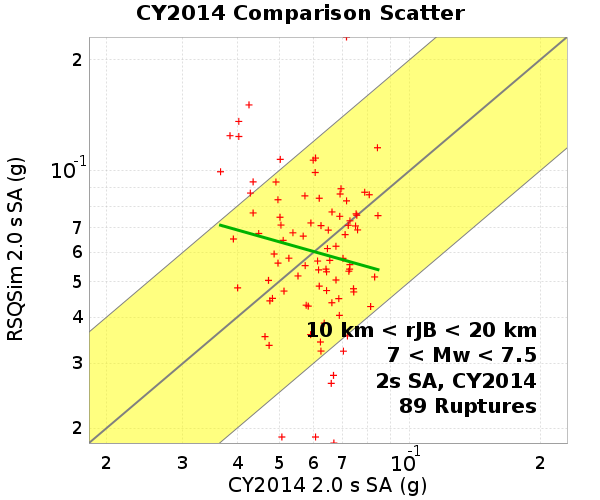 CY2014 Comparison Scatter
RSQSim 2.0 s SA (g)
2
10-1
7
6
5
4
3
2
10 km < rJB < 20 km
7 < Mw < 7.5
2s SA, CY2014
89 Ruptures
2 3 4 5 6 7 10-1 2
CY2014 2.0 s SA (g)